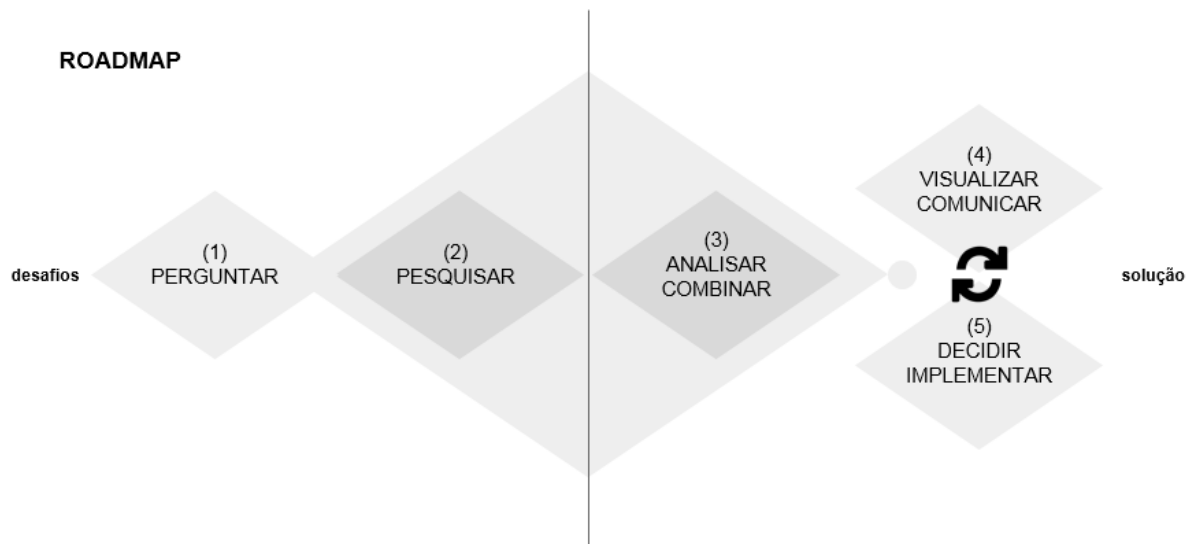 ROADMAP
desafios
(1)
PERGUNTAR
(2)
PESQUISAR
(3)
ANALISAR
COMBINAR
(4)
VISUALIZAR
COMUNICAR
(5)
DECIDIR
IMPLEMENTAR
solução